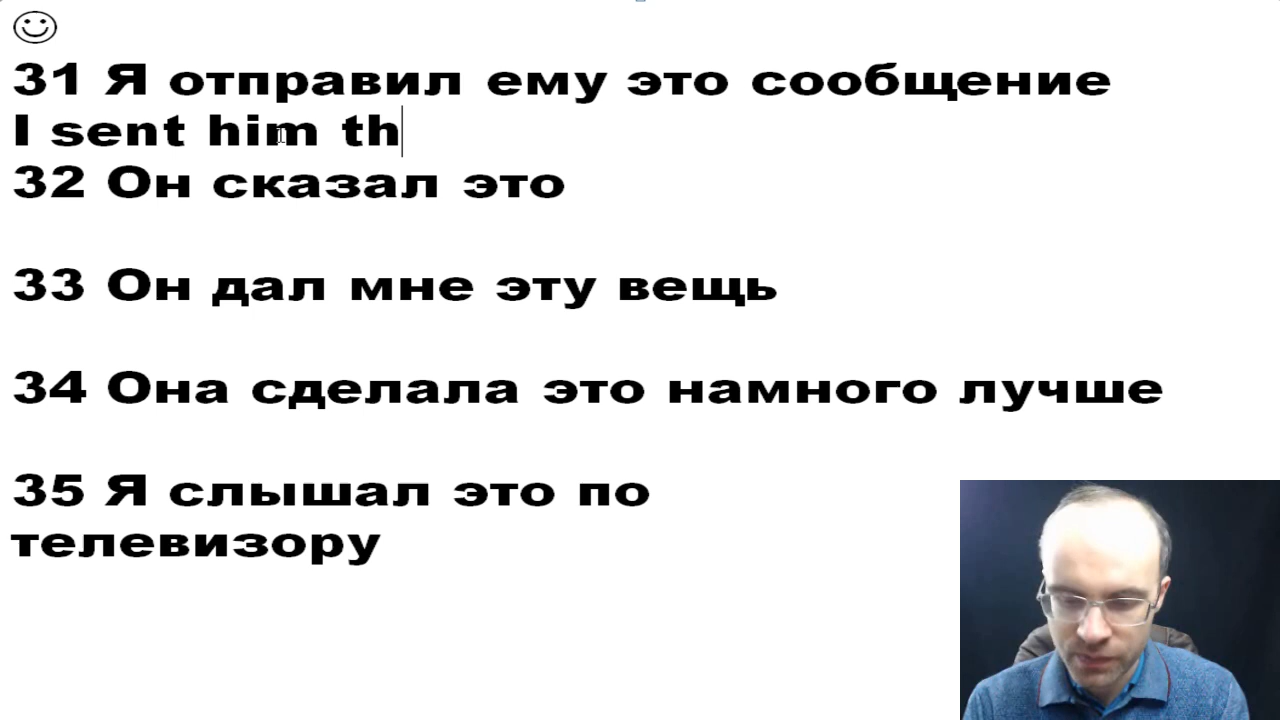 31 Я отправил ему это сообщение
I sent him th
32 Он сказал это
33 Он дал мне эту вещь
34 Она сделала это намного лучше
35 Я слышал это по
телевизору